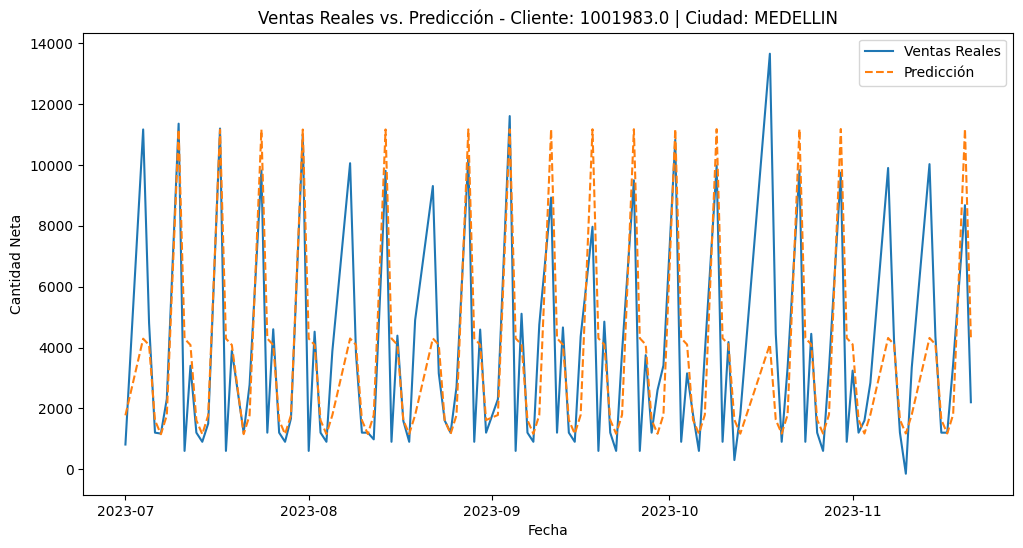 Ventas Reales vs. Predicción - Cliente: 1001983.0 | Ciudad: MEDELLIN
Ventas Reales
Predicción
14000
12000
10000
8000
6000
4000
2000
0
Cantidad Neta
2023-07
2023-08
2023-09
2023-10
2023-11
Fecha